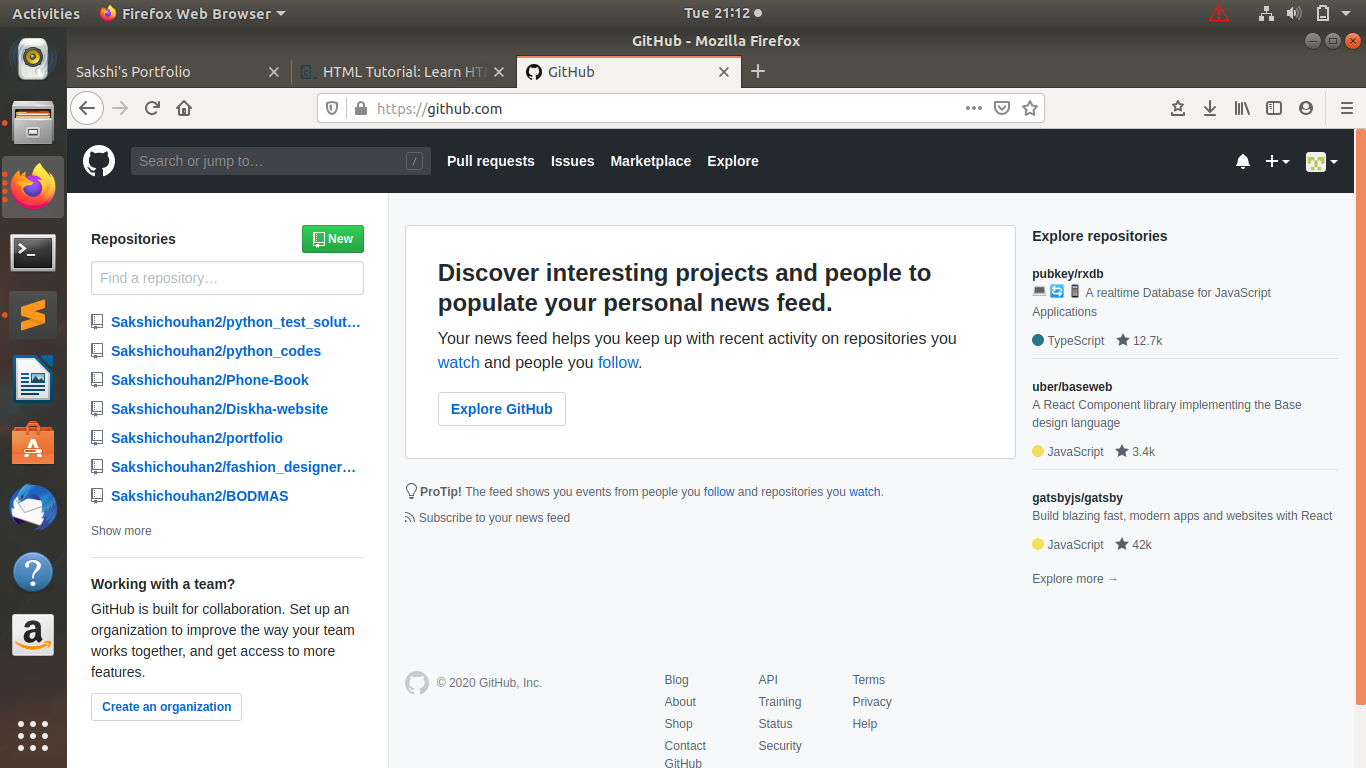 Activities
Firefox Web Browser
Tue 21:12
GitHub - Mozilla Firefox
Sakshi's Portfolio
HTML Tutorial: Learn HT
GitHub
https://github.com
Search or jump to…
/
Pull requests
Issues
Marketplace
Explore
Repositories
New
Find a repository…
Sakshichouhan2/python_test_solut…
Sakshichouhan2/python_codes
Sakshichouhan2/Phone-Book
Sakshichouhan2/Diskha-website
Sakshichouhan2/portfolio
Sakshichouhan2/fashion_designer…
Sakshichouhan2/BODMAS
Show more
Working with a team?
GitHub is built for collaboration. Set up an
organization to improve the way your team
works together, and get access to more
features.
Create an organization
Discover interesting projects and people to
populate your personal news feed.
Your news feed helps you keep up with recent activity on repositories you
watch and people you follow.
Explore GitHub
ProTip! The feed shows you events from people you follow and repositories you watch.
Subscribe to your news feed
Explore repositories
pubkey/rxdb
A realtime Database for JavaScript
Applications
TypeScript 12.7k
uber/baseweb
A React Component library implementing the Base
design language
JavaScript 3.4k
gatsbyjs/gatsby
Build blazing fast, modern apps and websites with React
JavaScript 42k
Explore more →
© 2020 GitHub, Inc.
Blog
About
Shop
Contact
GitHub
API
Training
Status
Security
Terms
Privacy
Help